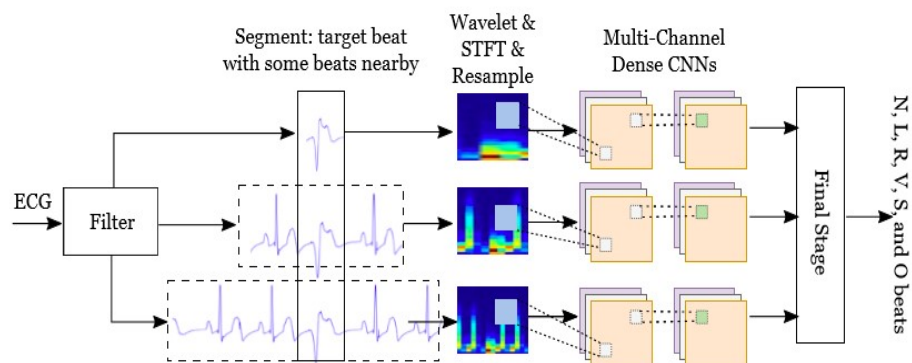 Segment: target beat
with some beats nearby
Wavelet &
STFT &
Resample
Multi-Channel
Dense CNNs
ECG
Filter
Final Stage
N, L, R, V, S, and O beats